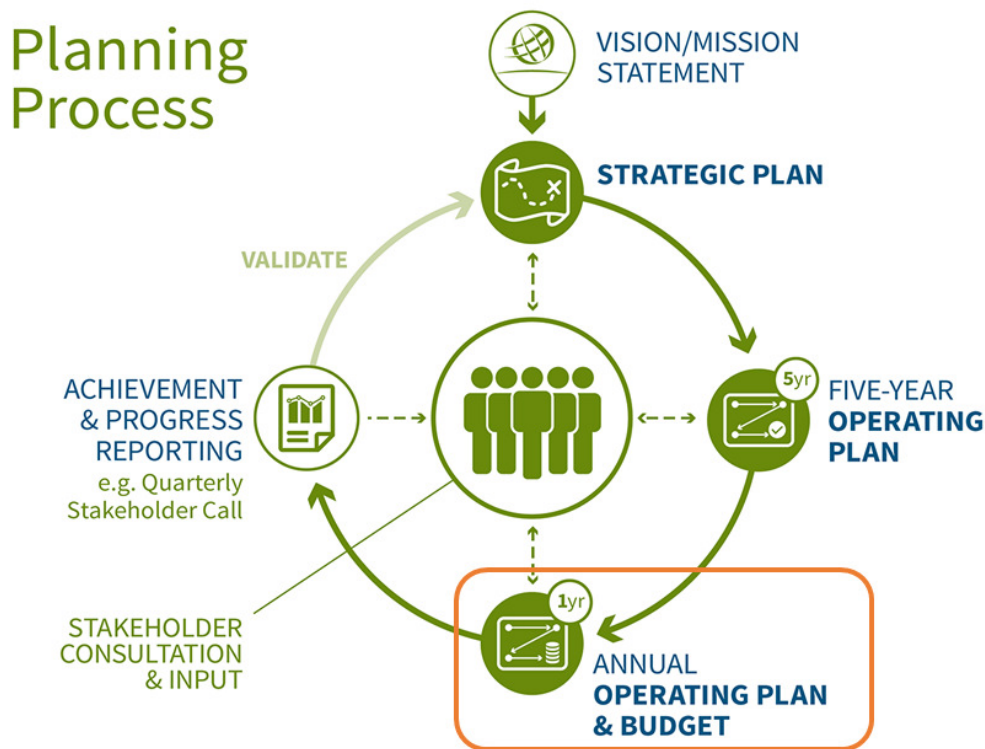 Planning
Process
VISION/MISSION
STATEMENT
STRATEGIC PLAN
VALIDATE
5yr
FIVE-YEAR
OPERATING
PLAN
ACHIEVEMENT
& PROGRESS
REPORTING
e.g. Quarterly
Stakeholder Call
1yr
ANNUAL
OPERATING PLAN
& BUDGET
STAKEHOLDER
CONSULTATION
& INPUT